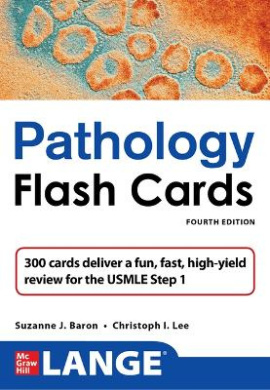 Pathology
Flash Cards
FOURTH EDITION
300 cards deliver a fun, fast, high-yield
review for the USMLE Step 1
Suzanne J. Baron • Christoph I. Lee
Mc
Graw
Hill
LANGE®